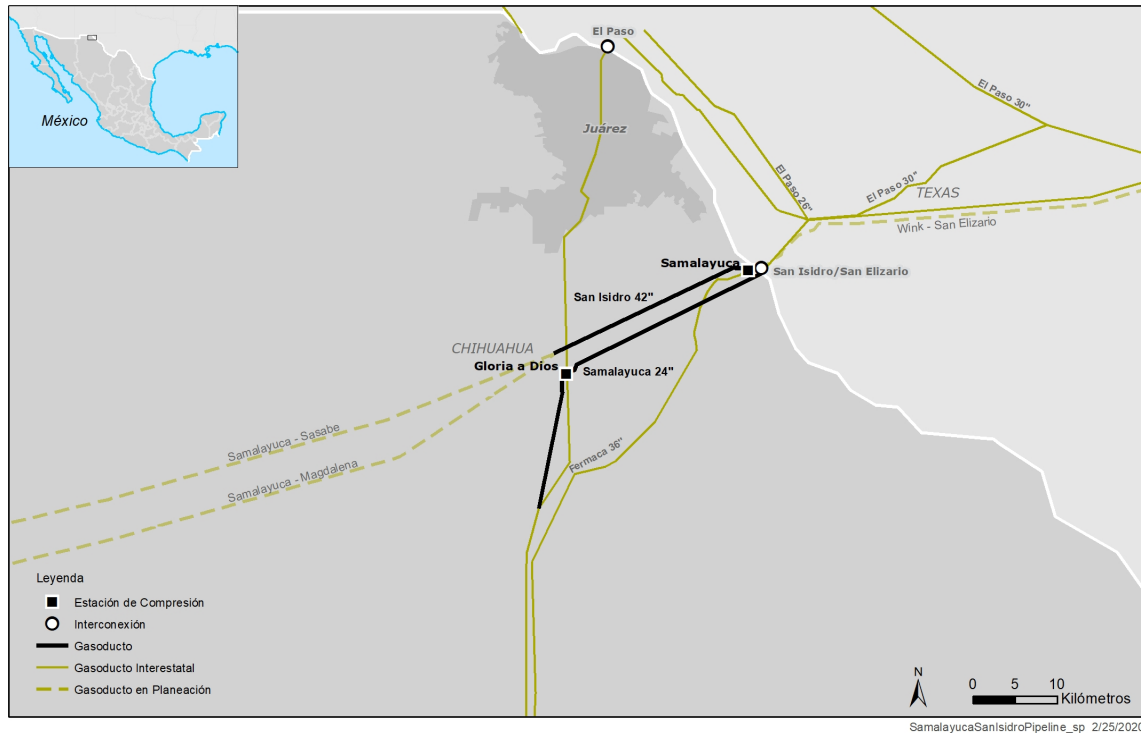 México
El Paso
Juárez
El Paso 30"
El Paso 26"
El Paso 30"
TEXAS
Wink - San Elizario
Samalayuca
San Isidro/San Elizario
San Isidro 42"
CHIHUAHUA
Gloria a Dios
Samalayuca 24"
Samalayuca - Sasabe
Samalayuca - Magdalena
Fermaca 36"
Leyenda
Estación de Compresión
Interconexión
Gasoducto
Gasoducto Interestatal
Gasoducto en Planeación
N
0 5 10
Kilómetros
SamalayucaSanIsidroPipeline_sp 2/25/2020